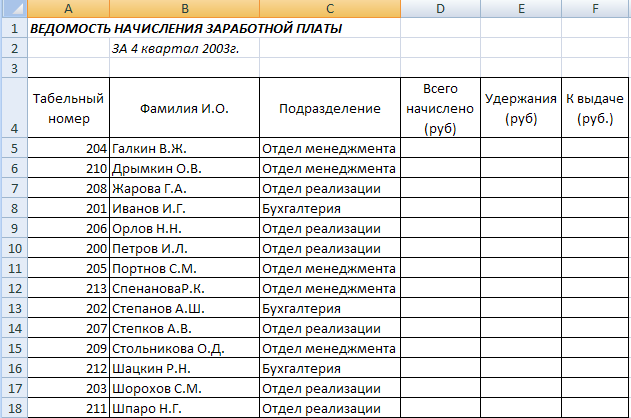 A B C D E F
1 ВЕДОМОСТЬ НАЧИСЛЕНИЯ ЗАРАБОТНОЙ ПЛАТЫ
2 ЗА 4 квартал 2003г.
3
4 Табельный номер Фамилия И.О. Подразделение Всего начислено (руб) Удержания (руб) К выдаче (руб.)
5 204 Галкин В.Ж. Отдел менеджмента
6 210 Дрымкин О.В. Отдел менеджмента
7 208 Жарова Г.А. Отдел реализации
8 201 Иванов И.Г. Бухгалтерия
9 206 Орлов Н.Н. Отдел реализации
10 200 Петров И.Л. Отдел реализации
11 205 Портнов С.М. Отдел менеджмента
12 213 СпенановаР.К. Отдел менеджмента
13 202 Степанов А.Ш. Бухгалтерия
14 207 Степков А.В. Отдел реализации
15 209 Стольникова О.Д. Отдел менеджмента
16 212 Шацкин Р.Н. Бухгалтерия
17 203 Шорохов С.М. Отдел реализации
18 211 Шпаро Н.Г. Отдел реализации